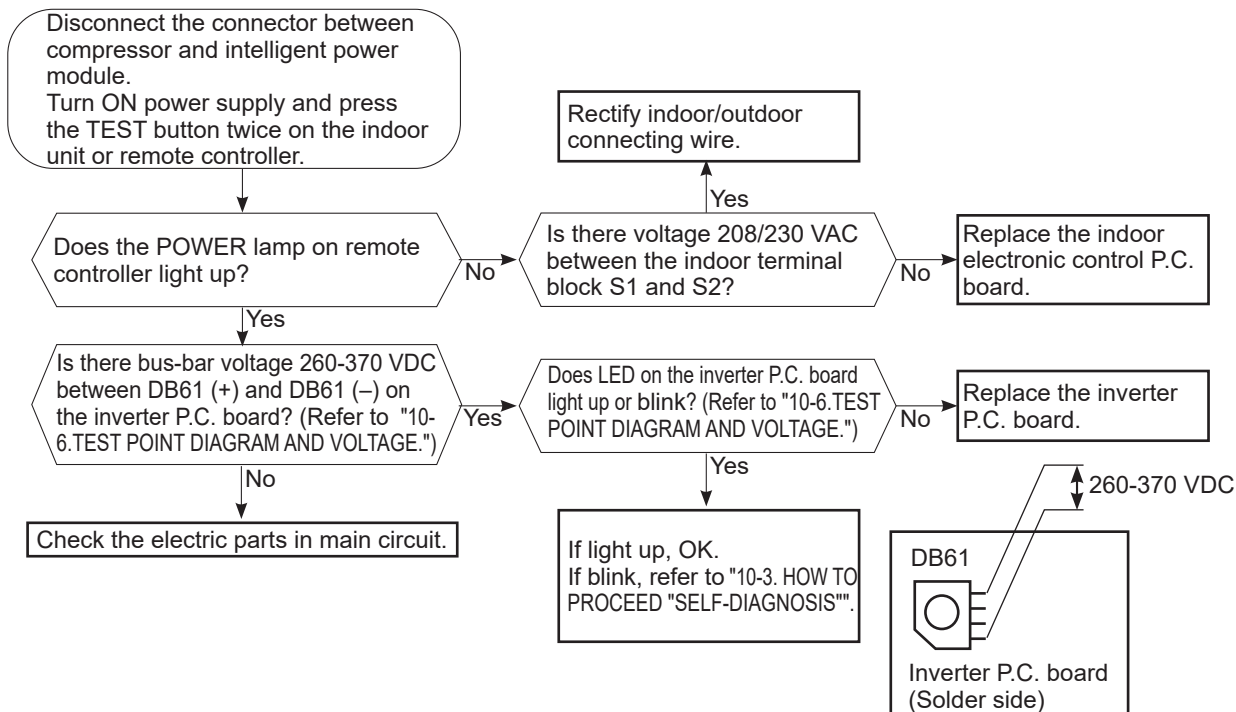 Disconnect the connector between
compressor and intelligent power
module.
Turn ON power supply and press
the TEST button twice on the indoor
unit or remote controller.
Rectify indoor/outdoor
connecting wire.
Yes
Does the POWER lamp on remote
controller light up?
No
Is there voltage 208/230 VAC
between the indoor terminal
block S1 and S2?
No
Replace the indoor
electronic control P.C.
board.
Yes
Is there bus-bar voltage 260-370 VDC
between DB61 (+) and DB61 (–) on
the inverter P.C. board? (Refer to "10-
6.TEST POINT DIAGRAM AND VOLTAGE.")
Yes
Does LED on the inverter P.C. board
light up or blink? (Refer to "10-6.TEST
POINT DIAGRAM AND VOLTAGE.")
No
Replace the inverter
P.C. board.
No
Yes
Check the electric parts in main circuit.
If light up, OK.
If blink, refer to "10-3. HOW TO
PROCEED "SELF-DIAGNOSIS"".
260-370 VDC
DB61
Inverter P.C. board
(Solder side)